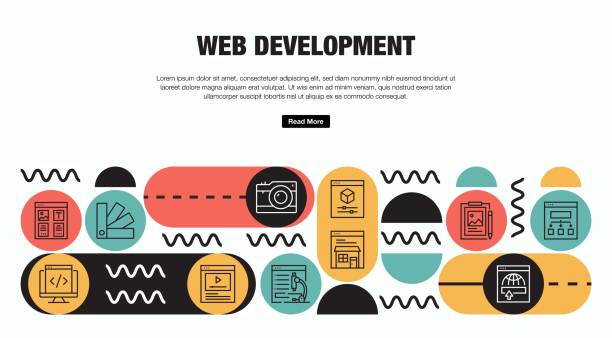 WEB DEVELOPMENT
Lorem ipsum dolor sit amet, consectetuer adipiscing elit, sed diam nonummy nibh euismod tincidunt ut
laoreet dolore magna aliquam erat volutpat. Ut wisi enim ad minim veniam, quis nostrud exerci tation
ullamcorper suscipit lobortis nisl ut aliquip ex ea commodo consequat.
Read More
T
</>